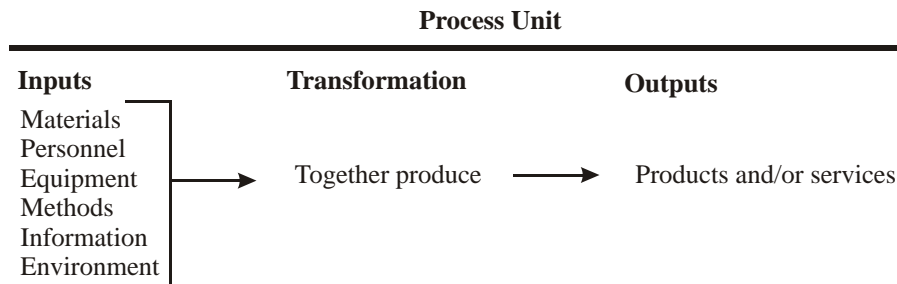 Process Unit
Inputs
Transformation
Outputs
Materials
Personnel
Equipment
Methods
Information
Environment
Together produce
Products and/or services